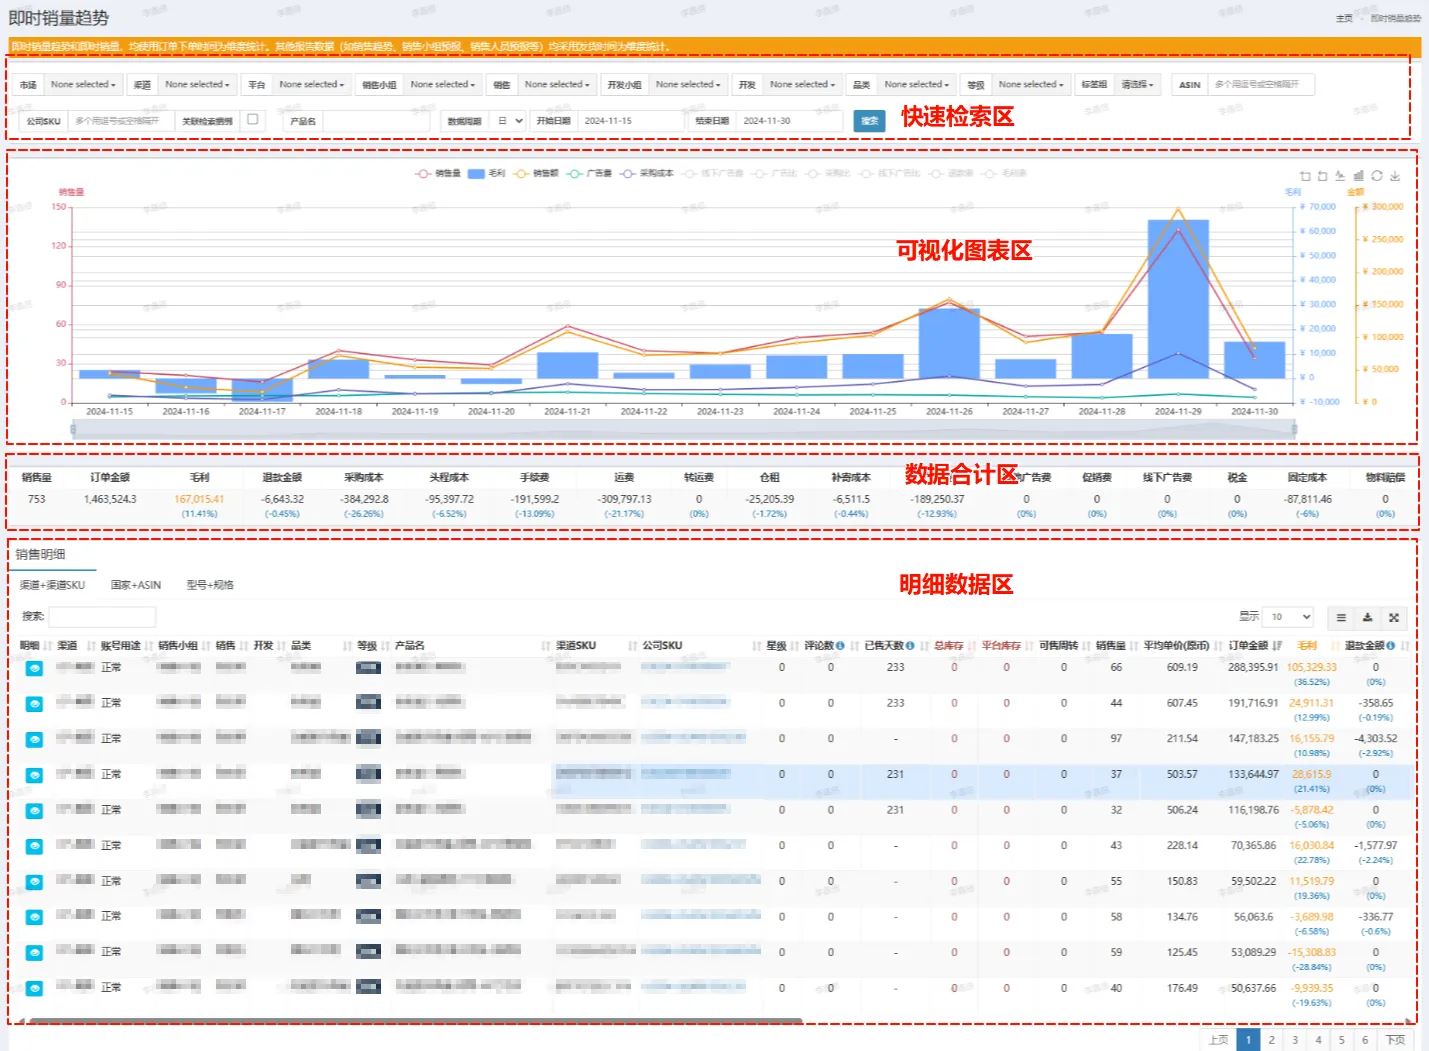 即时销量趋势
主页 即时销量趋势
即时销量趋势和即时销量，均使用订单下单时间为维度统计。其他报告数据（如销售趋势、销售小组预报、销售人员预报等）均采用发货时间为维度统计。
市场 None selected 渠道 None selected 平台 None selected 销售小组 None selected 销售 None selected 开发小组 None selected 开发 None selected 品类 None selected 等级 None selected 标签组 请选择 ASIN 多个用逗号或空格隔开
公司SKU 多个用逗号或空格隔开 关联检索捆绑 产品名 数据周期 日 开始日期 2024-11-15 结束日期 2024-11-30 搜索
快速检索区
销售量 毛利 销售额 广告费 采购成本 线下广告费 广告比 采购比 线下广告比 退款率 毛利率
销售量 毛利 金额
150 120 90 60 30 0
¥ 70,000 ¥ 60,000 ¥ 50,000 ¥ 40,000 ¥ 30,000 ¥ 20,000 ¥ 10,000 ¥ 0 ¥ -10,000
¥ 300,000 ¥ 250,000 ¥ 200,000 ¥ 150,000 ¥ 100,000 ¥ 50,000 ¥ 0
可视化图表区
2024-11-15 2024-11-16 2024-11-17 2024-11-18 2024-11-19 2024-11-20 2024-11-21 2024-11-22 2024-11-23 2024-11-24 2024-11-25 2024-11-26 2024-11-27 2024-11-28 2024-11-29 2024-11-30
数据合计区
销售量 订单金额 毛利 退款金额 采购成本 头程成本 手续费 运费 转运费 仓租 补寄成本 广告费 促销费 线下广告费 税金 固定成本 物料赔偿
753 1,463,524.3 167,015.41 -6,643.32 -384,292.8 -95,397.72 -191,599.2 -309,797.13 0 -25,205.39 -6,511.5 -189,250.37 0 0 0 0 -87,811.46 0
(11.41%) (-0.45%) (-26.26%) (-6.52%) (-13.09%) (-21.17%) (0%) (-1.72%) (-0.44%) (-12.93%) (0%) (0%) (0%) (0%) (-6%) (0%)
销售明细
明细数据区
渠道+渠道SKU 国家+ASIN 型号+规格
搜索: 显示 10
明细 渠道 账号用途 销售小组 销售 开发 品类 等级 产品名 渠道SKU 公司SKU 星级 评论数 已售天数 总库存 平台库存 可售周转 销售量 平均单价(原币) 订单金额 毛利 退款金额
正常 0 0 233 0 0 0 66 609.19 288,395.91 105,329.33 0
(36.52%) (0%)
正常 0 0 233 0 0 0 44 607.45 191,716.91 24,911.31 -358.65
(12.99%) (-0.19%)
正常 0 0 - 0 0 0 97 211.54 147,183.25 16,155.79 -4,303.52
(10.98%) (-2.92%)
正常 0 0 231 0 0 0 37 503.57 133,644.97 28,615.9 0
(21.41%) (0%)
正常 0 0 231 0 0 0 32 506.24 116,198.76 -5,878.42 0
(-5.06%) (0%)
正常 0 0 - 0 0 0 43 228.14 70,365.86 16,030.84 -1,577.97
(22.78%) (-2.24%)
正常 0 0 - 0 0 0 55 150.83 59,502.22 11,519.79 0
(19.36%) (0%)
正常 0 0 - 0 0 0 58 134.76 56,063.6 -3,689.98 -336.77
(-6.58%) (-0.6%)
正常 0 0 - 0 0 0 59 125.45 53,089.29 -15,308.83 0
(-28.84%) (0%)
正常 0 0 - 0 0 0 40 176.49 50,637.66 -9,939.35 0
(-19.63%) (0%)
上页 1 2 3 4 5 6 下页